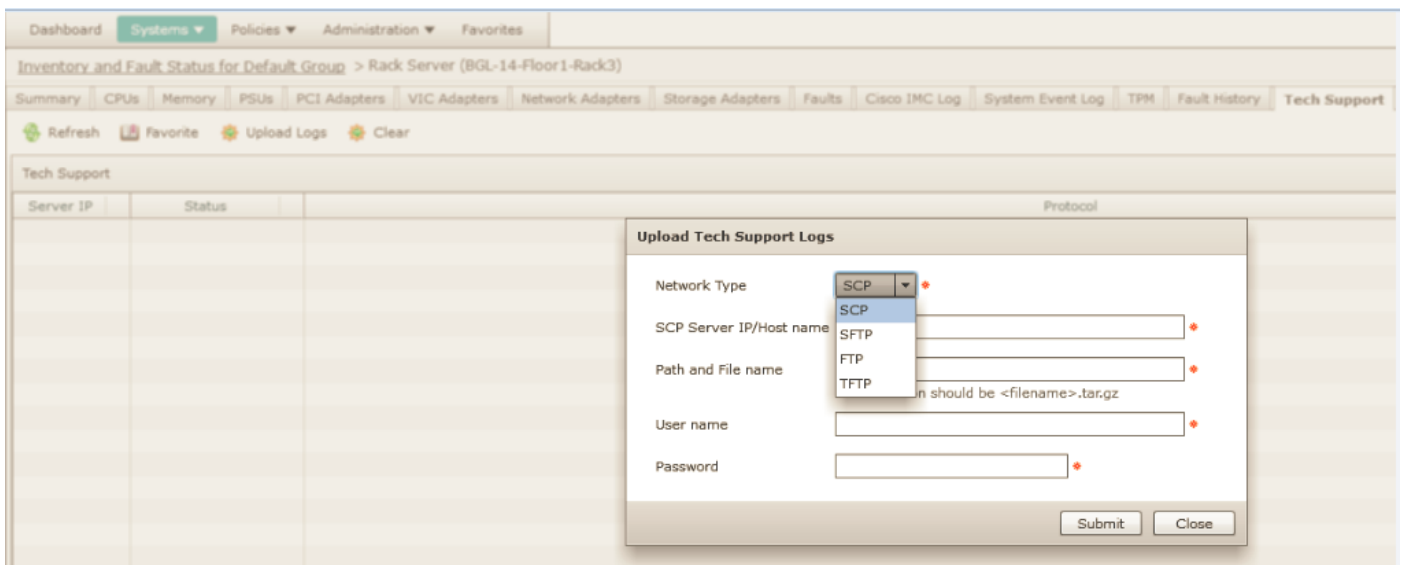 Dashboard Systems ▼ Policies ▼ Administration ▼ Favorites
Inventory and Fault Status for Default Group > Rack Server (BGL-14-Floor1-Rack3)
Summary CPUs Memory PSUs PCI Adapters VIC Adapters Network Adapters Storage Adapters Faults Cisco IMC Log System Event Log TPM Fault History Tech Support
Refresh Favorite Upload Logs Clear
Tech Support
Server IP Status Protocol
Upload Tech Support Logs
Network Type SCP ▼ *
SCP
SCP Server IP/Host name *
SFTP
FTP
Path and File name *
TFTP
should be <filename>.tar.gz
User name *
Password *
Submit Close